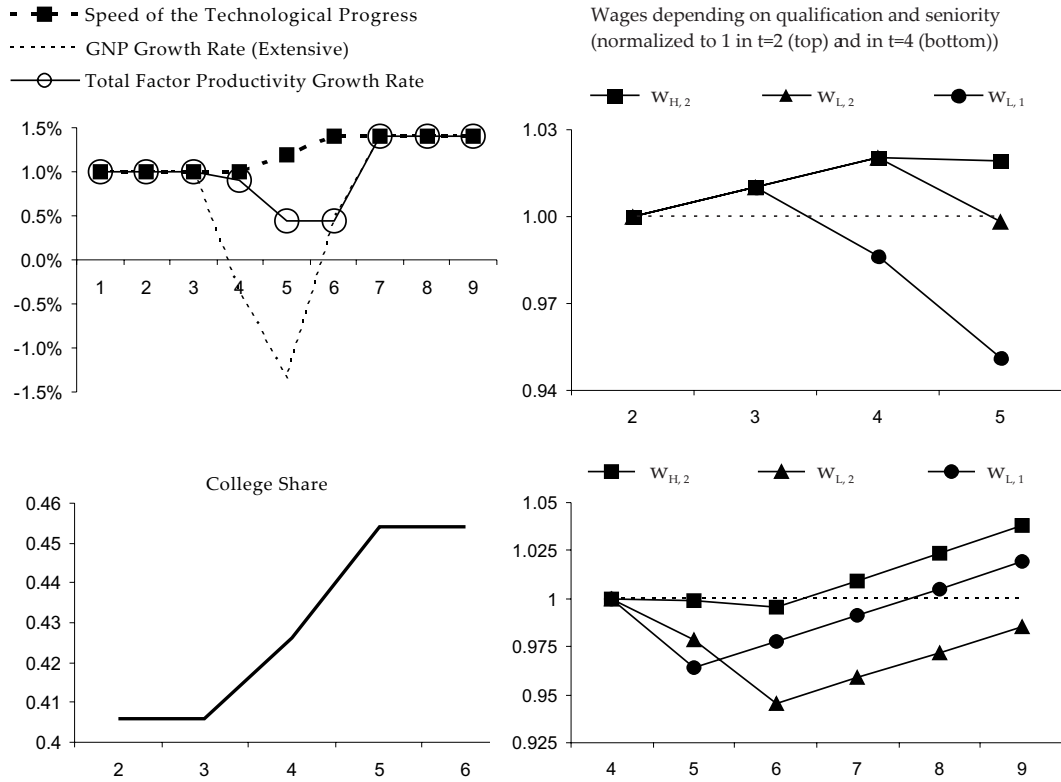 Speed of the Technological Progress
GNP Growth Rate (Extensive)
Total Factor Productivity Growth Rate
1.5%
1.0%
0.5%
0.0%
-0.5%
-1.0%
-1.5%
1 2 3 4 5 6 7 8 9
Wages depending on qualification and seniority
(normalized to 1 in t=2 (top) and in t=4 (bottom))
WH, 2 WL, 2 WL, 1
1.03
1.00
0.97
0.94
2 3 4 5
College Share
0.46
0.45
0.44
0.43
0.42
0.41
0.4
2 3 4 5 6
WH, 2 WL, 2 WL, 1
1.05
1.025
1
0.975
0.95
0.925
4 5 6 7 8 9